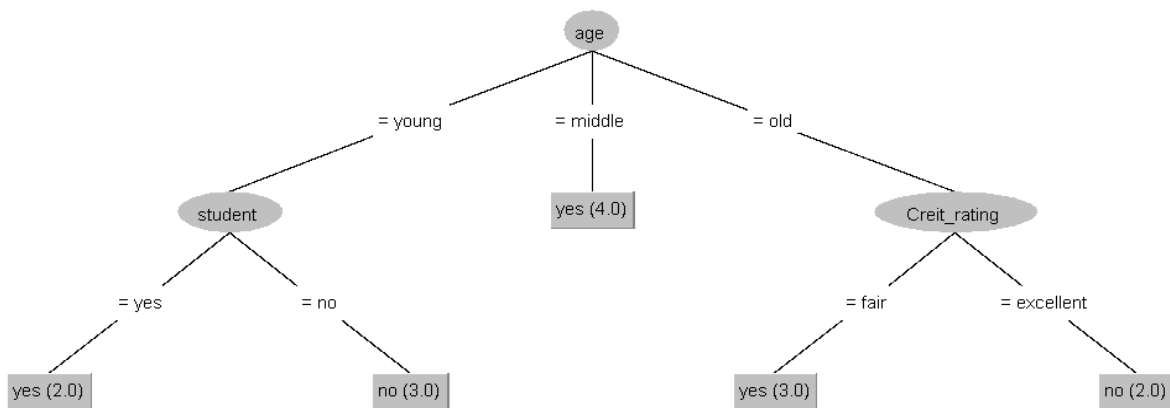 age
= young
= middle
= old
student
yes (4.0)
Creit_rating
= yes
= no
= fair
= excellent
yes (2.0)
no (3.0)
yes (3.0)
no (2.0)